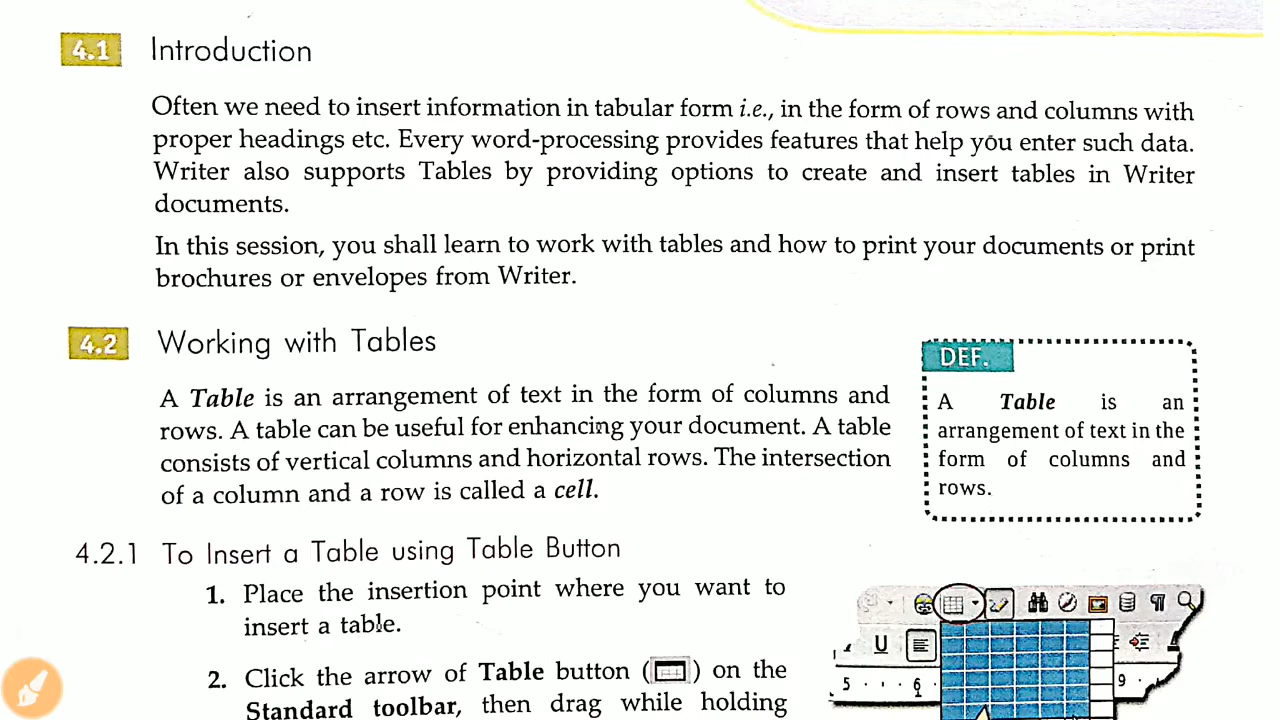 4.1 Introduction
Often we need to insert information in tabular form i.e., in the form of rows and columns with
proper headings etc. Every word-processing provides features that help you enter such data.
Writer also supports Tables by providing options to create and insert tables in Writer
documents.
In this session, you shall learn to work with tables and how to print your documents or print
brochures or envelopes from Writer.
4.2 Working with Tables
A Table is an arrangement of text in the form of columns and
rows. A table can be useful for enhancing your document. A table
consists of vertical columns and horizontal rows. The intersection
of a column and a row is called a cell.
DEF.
A Table is an
arrangement of text in the
form of columns and
rows.
4.2.1 To Insert a Table using Table Button
1. Place the insertion point where you want to
insert a table.
2. Click the arrow of Table button ( ) on the
Standard toolbar, then drag while holding
U
5 6 9